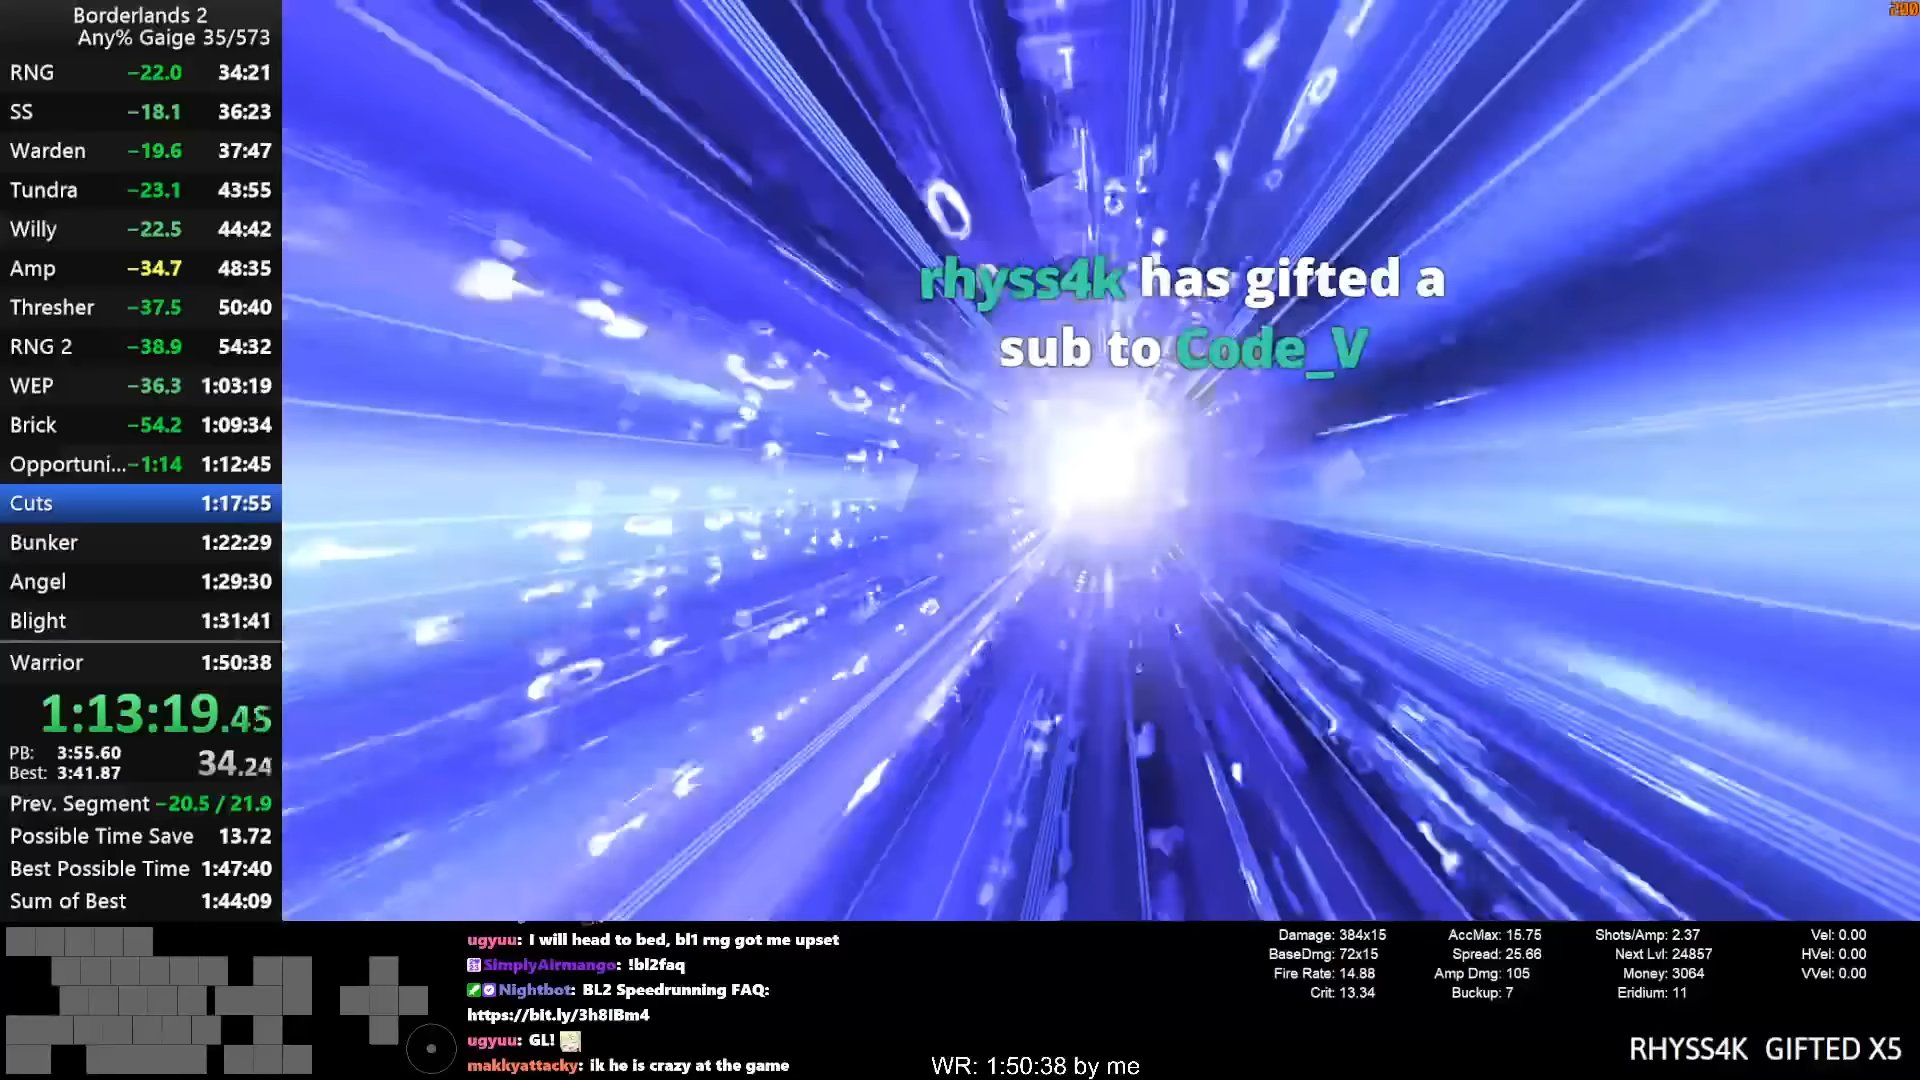 Borderlands 2
Any% Gaige 35/573
RNG −22.0 34:21
SS −18.1 36:23
Warden −19.6 37:47
Tundra −23.1 43:55
Willy −22.5 44:42
Amp −34.7 48:35
Thresher −37.5 50:40
RNG 2 −38.9 54:32
WEP −36.3 1:03:19
Brick −54.2 1:09:34
Opportuni... −1:14 1:12:45
Cuts 1:17:55
Bunker 1:22:29
Angel 1:29:30
Blight 1:31:41
Warrior 1:50:38
1:13:19.45
PB: 3:55.60
Best: 3:41.87
34.24
Prev. Segment −20.5 / 21.9
Possible Time Save 13.72
Best Possible Time 1:47:40
Sum of Best 1:44:09
200
rhyss4k has gifted a
sub to Code_V
ugyuu: I will head to bed, bl1 rng got me upset
SimplyAirmango: !bl2faq
Nightbot: BL2 Speedrunning FAQ:
https://bit.ly/3h8IBm4
ugyuu: GL!
makkyattacky: ik he is crazy at the game
WR: 1:50:38 by me
Damage: 384x15 AccMax: 15.75 Shots/Amp: 2.37 Vel: 0.00
BaseDmg: 72x15 Spread: 25.66 Next Lvl: 24857 HVel: 0.00
Fire Rate: 14.88 Amp Dmg: 105 Money: 3064 VVel: 0.00
Crit: 13.34 Buckup: 7 Eridium: 11
RHYSS4K GIFTED X5